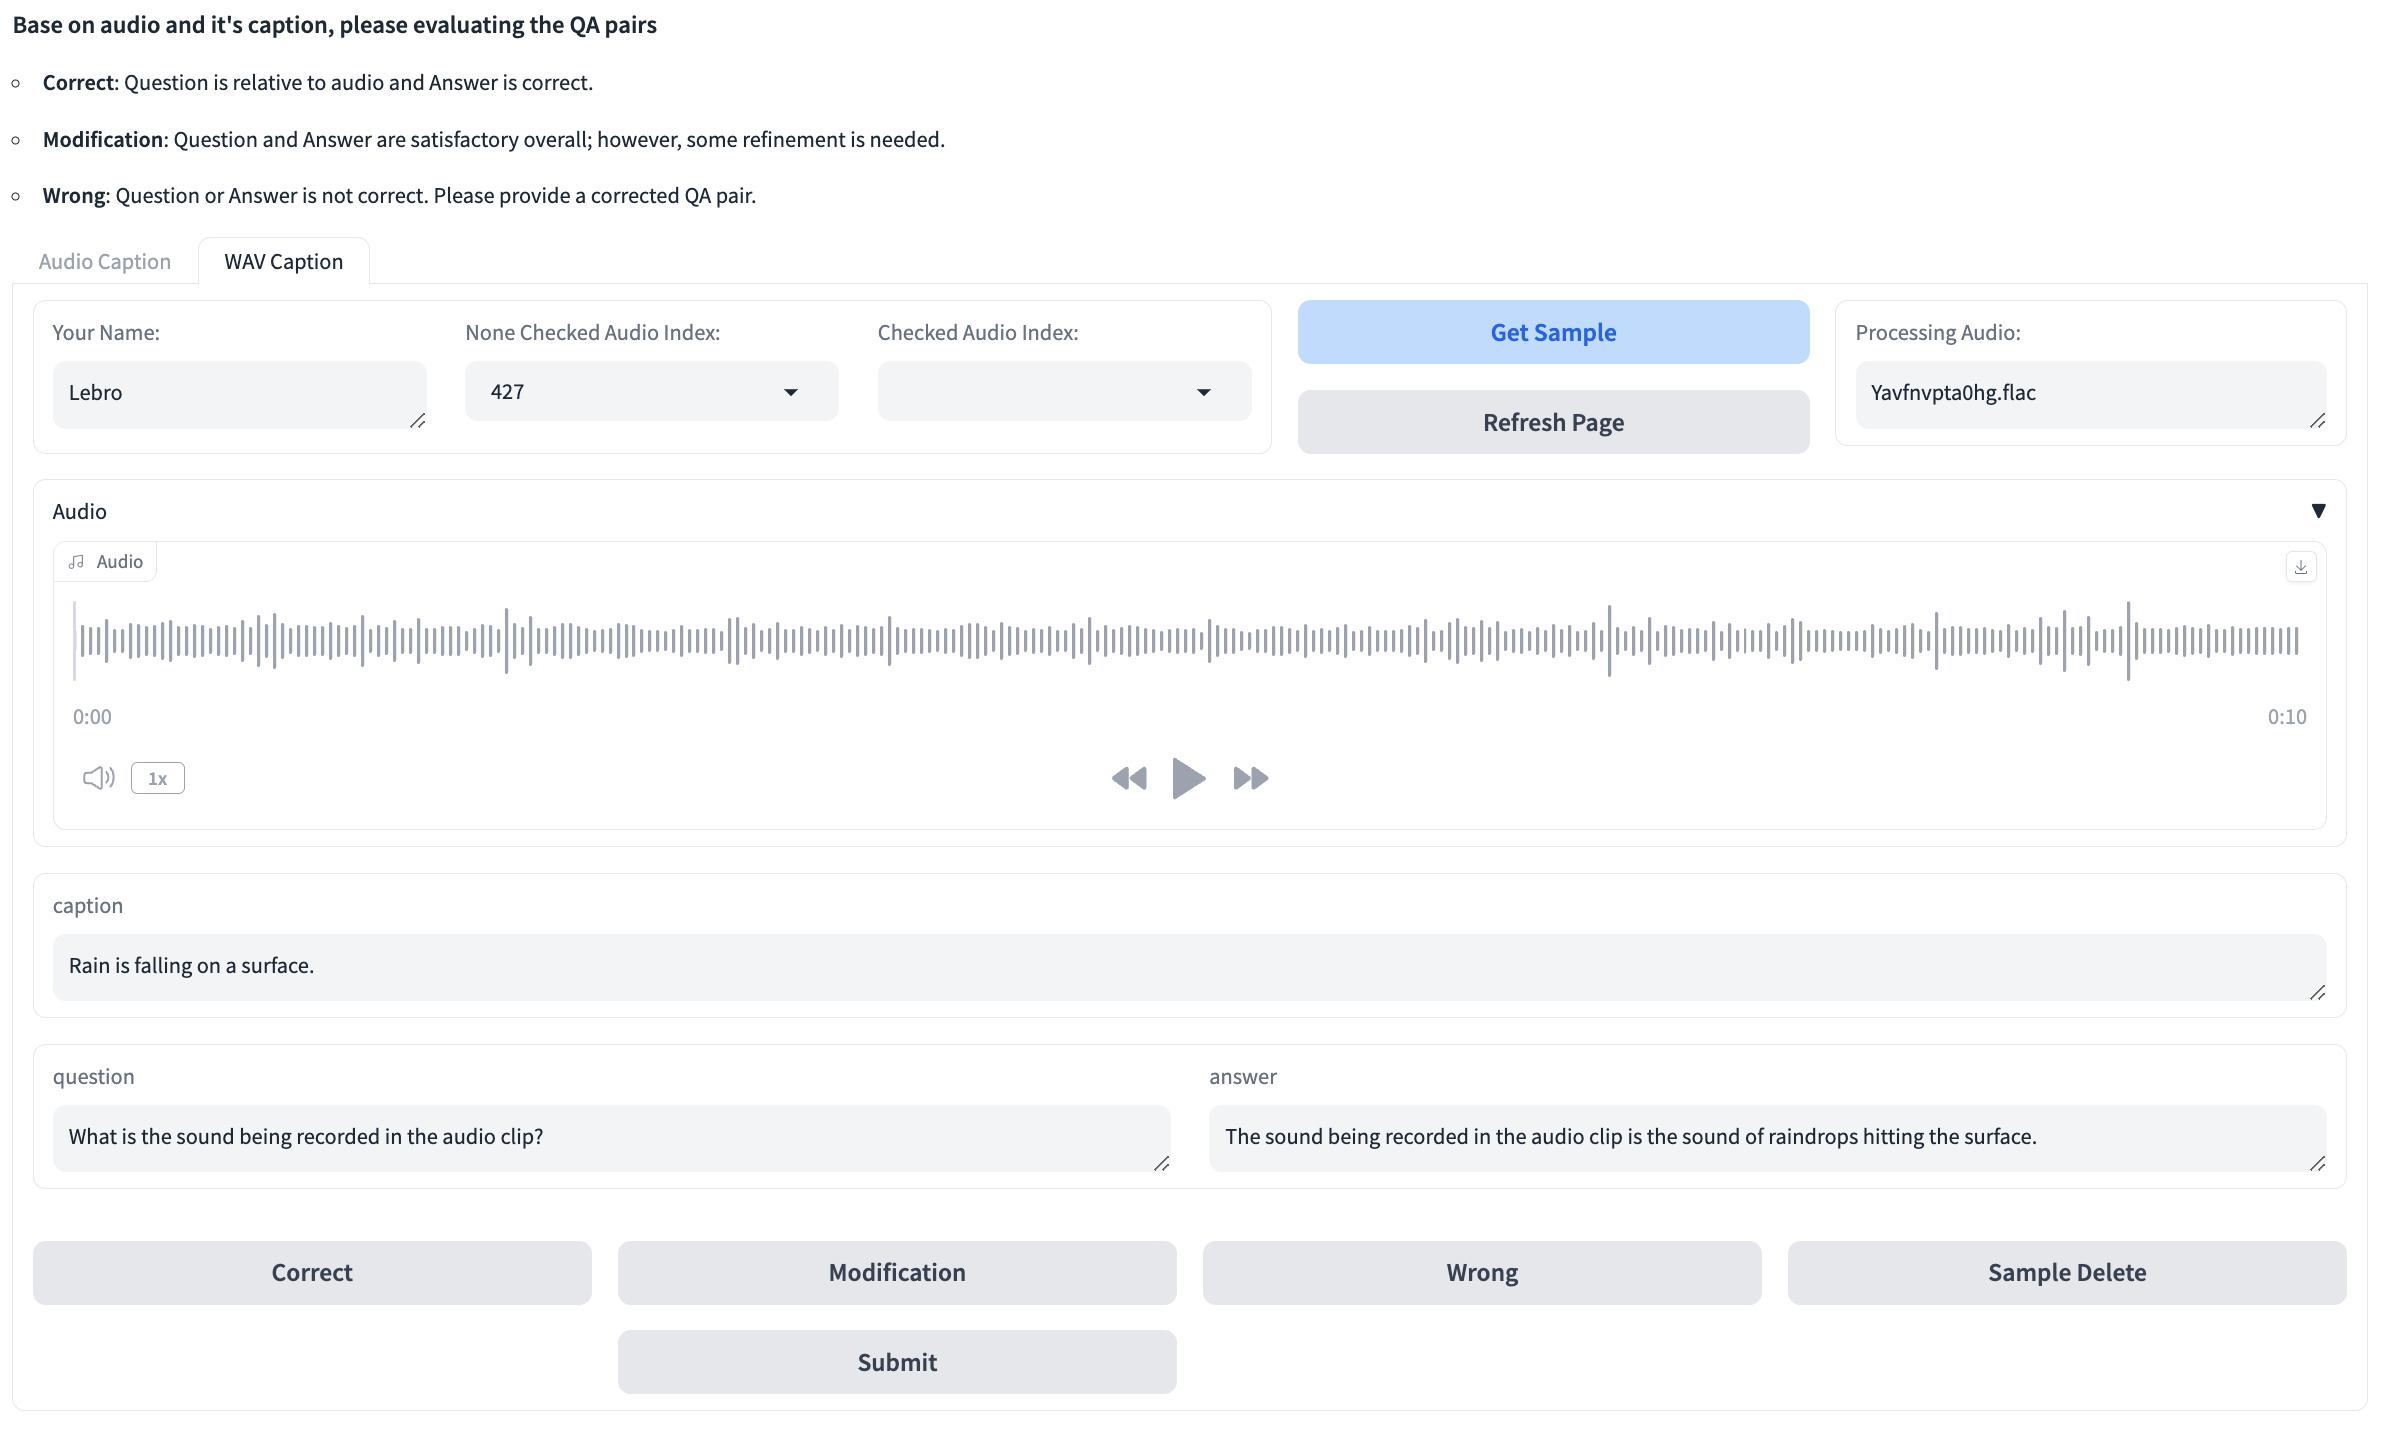 Base on audio and it's caption, please evaluating the QA pairs
Correct: Question is relative to audio and Answer is correct.
Modification: Question and Answer are satisfactory overall; however, some refinement is needed.
Wrong: Question or Answer is not correct. Please provide a corrected QA pair.
Audio Caption
WAV Caption
Your Name:
None Checked Audio Index:
Checked Audio Index:
Get Sample
Processing Audio:
Lebro
427
Yavfnvpta0hg.flac
Refresh Page
Audio
Audio
0:00
0:10
1x
caption
Rain is falling on a surface.
question
answer
What is the sound being recorded in the audio clip?
The sound being recorded in the audio clip is the sound of raindrops hitting the surface.
Correct
Modification
Wrong
Sample Delete
Submit